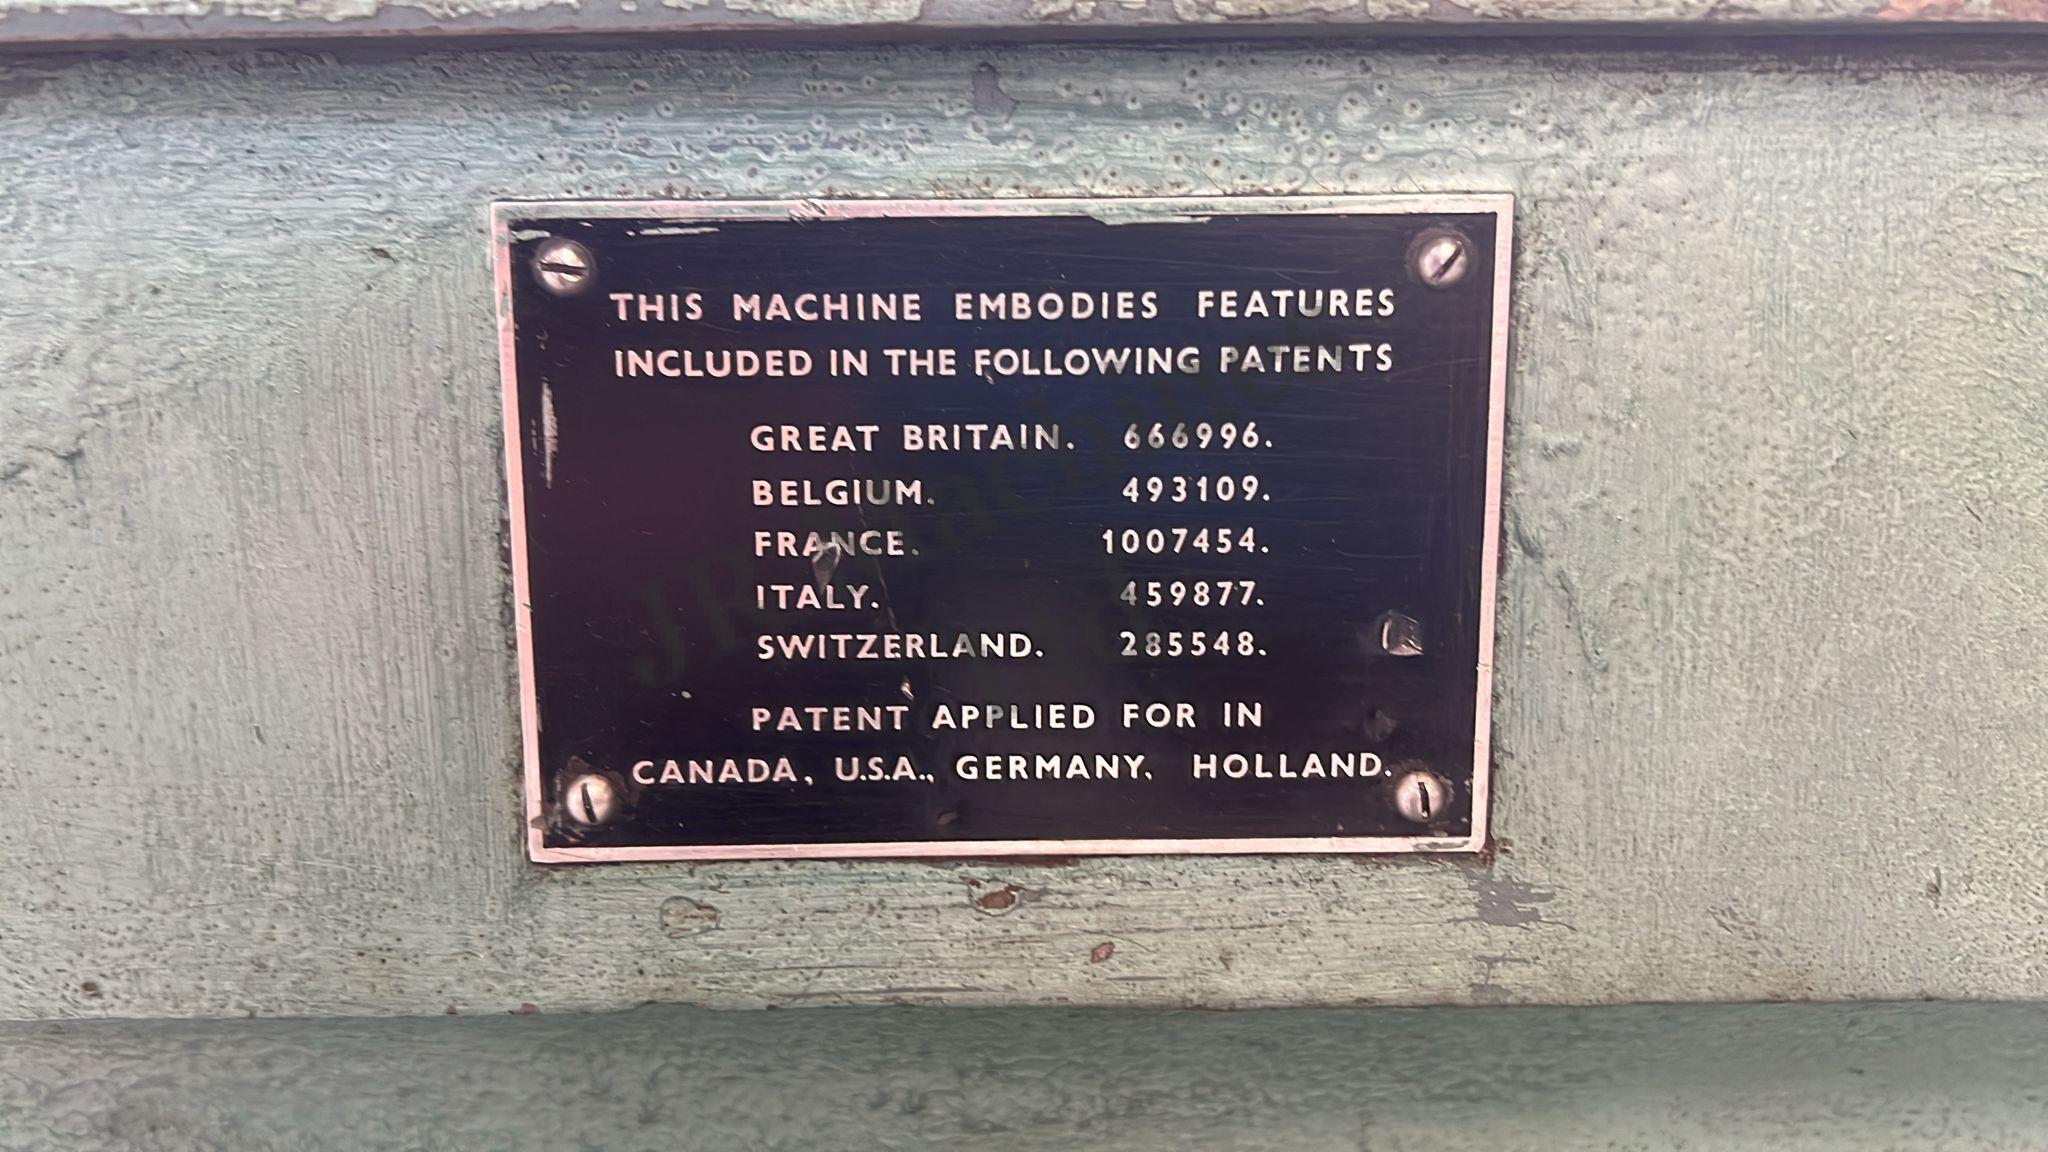 THIS MACHINE EMBODIES FEATURES
INCLUDED IN THE FOLLOWING PATENTS
GREAT BRITAIN. 666996.
BELGIUM. 493109.
FRANCE. 1007454.
ITALY. 459877.
SWITZERLAND. 285548.
PATENT APPLIED FOR IN
CANADA, U.S.A., GERMANY, HOLLAND.